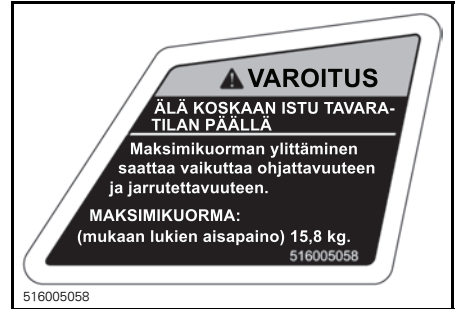 VAROITUS
ÄLÄ KOSKAAN ISTU TAVARA-
TILAN PÄÄLLÄ
Maksimikuorman ylittäminen
saattaa vaikuttaa ohjattavuuteen
ja jarrutettavuuteen.
MAKSIMIKUORMA:
(mukaan lukien aisapaino) 15,8 kg.
516005058
516005058